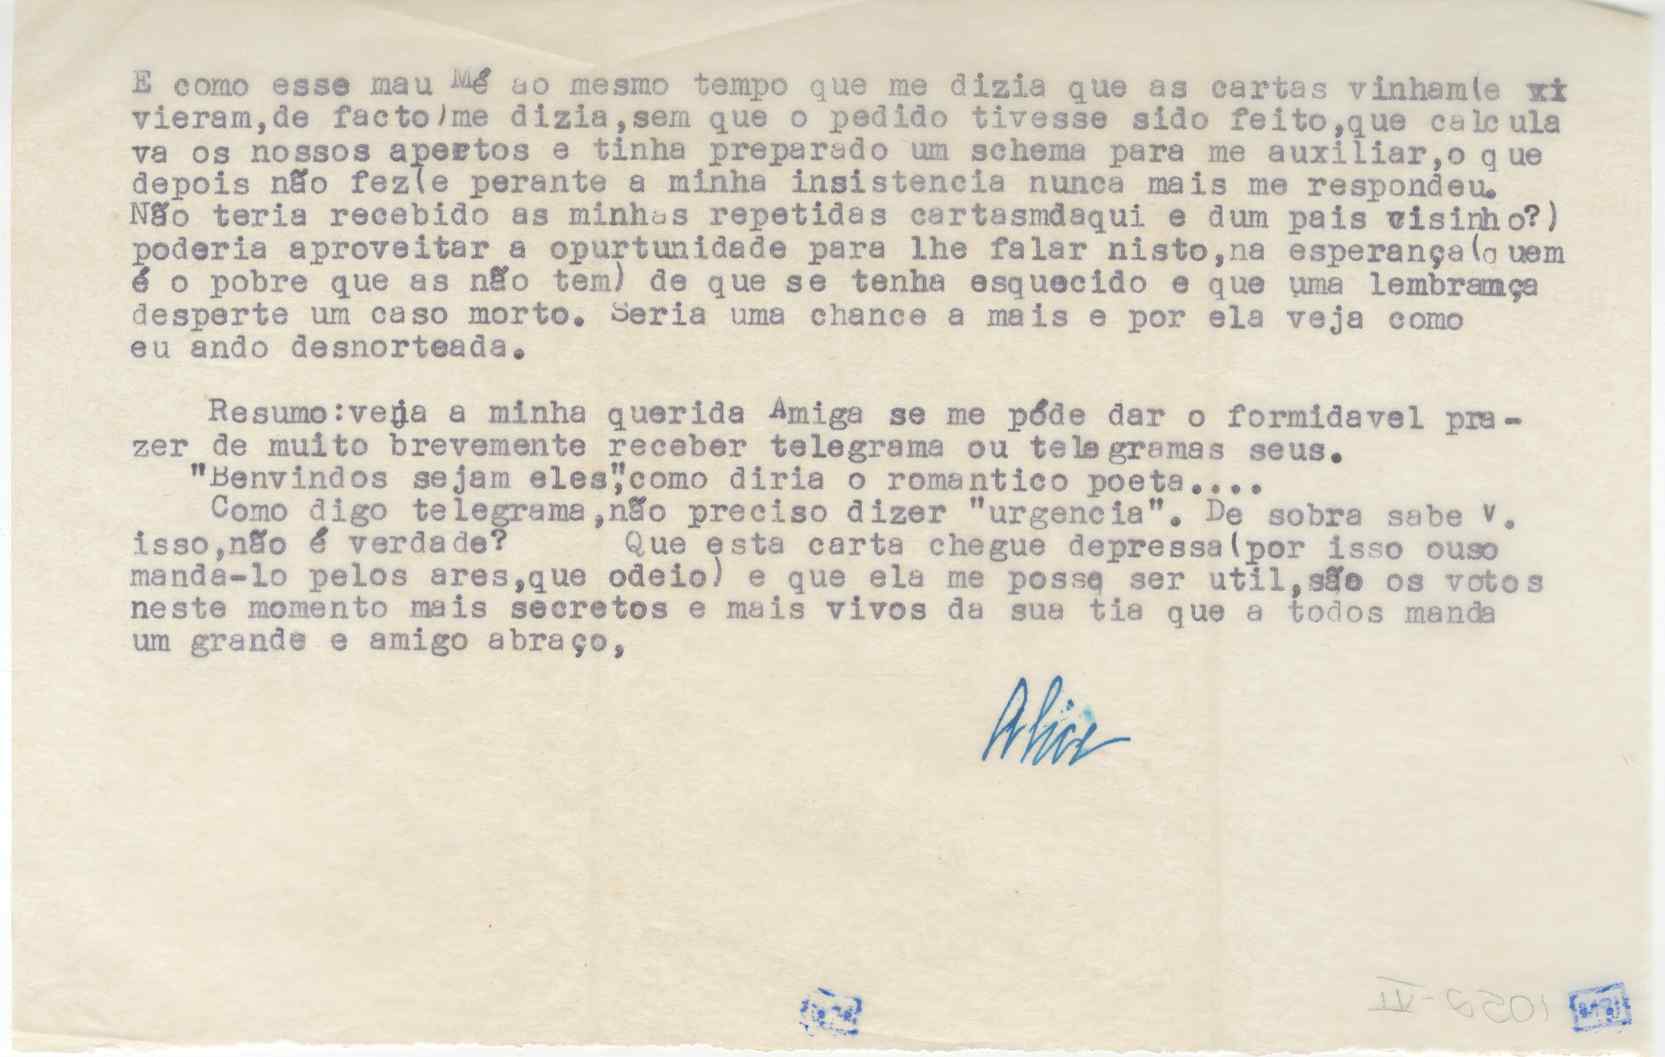 E como esse mau Mé ao mesmo tempo que me dizia que as cartas vinham(e xi
vieram,de facto)me dizia,sem que o pedido tivesse sido feito,que calcula
va os nossos apertos e tinha preparado um schema para me auxiliar,o que
depois não fez(e perante a minha insistencia nunca mais me respondeu.
Não teria recebido as minhas repetidas cartasmdaqui e dum pais visinho?)
poderia aproveitar a opurtunidade para lhe falar nisto,na esperança(quem
é o pobre que as não tem) de que se tenha esquecido e que uma lembrança
desperte um caso morto. Seria uma chance a mais e por ela veja como
eu ando desnorteada.
Resumo:veja a minha querida Amiga se me póde dar o formidavel pra-
zer de muito brevemente receber telegrama ou telegramas seus.
"Benvindos sejam eles",como diria o romantico poeta....
Como digo telegrama,não preciso dizer "urgencia". De sobra sabe V.
isso,não é verdade? Que esta carta chegue depressa(por isso ouso
manda-lo pelos ares,que odeio) e que ela me possa ser util,são os votos
neste momento mais secretos e mais vivos da sua tia que a todos manda
um grande e amigo abraço,
Alice
1052-VI